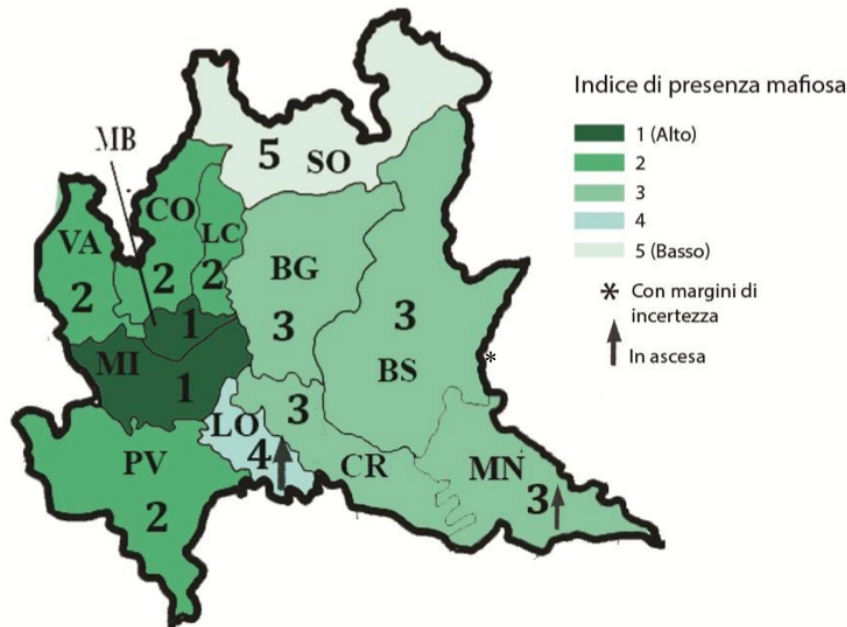 Indice di presenza mafiosa
1 (Alto)
2
3
4
5 (Basso)
* Con margini di
incertezza
In ascesa
MB
5 SO
CO
VA
LC
2
2
2
BG
3
3
BS
*
1
MI
1
LO
4
3
CR
PV
2
MN
3